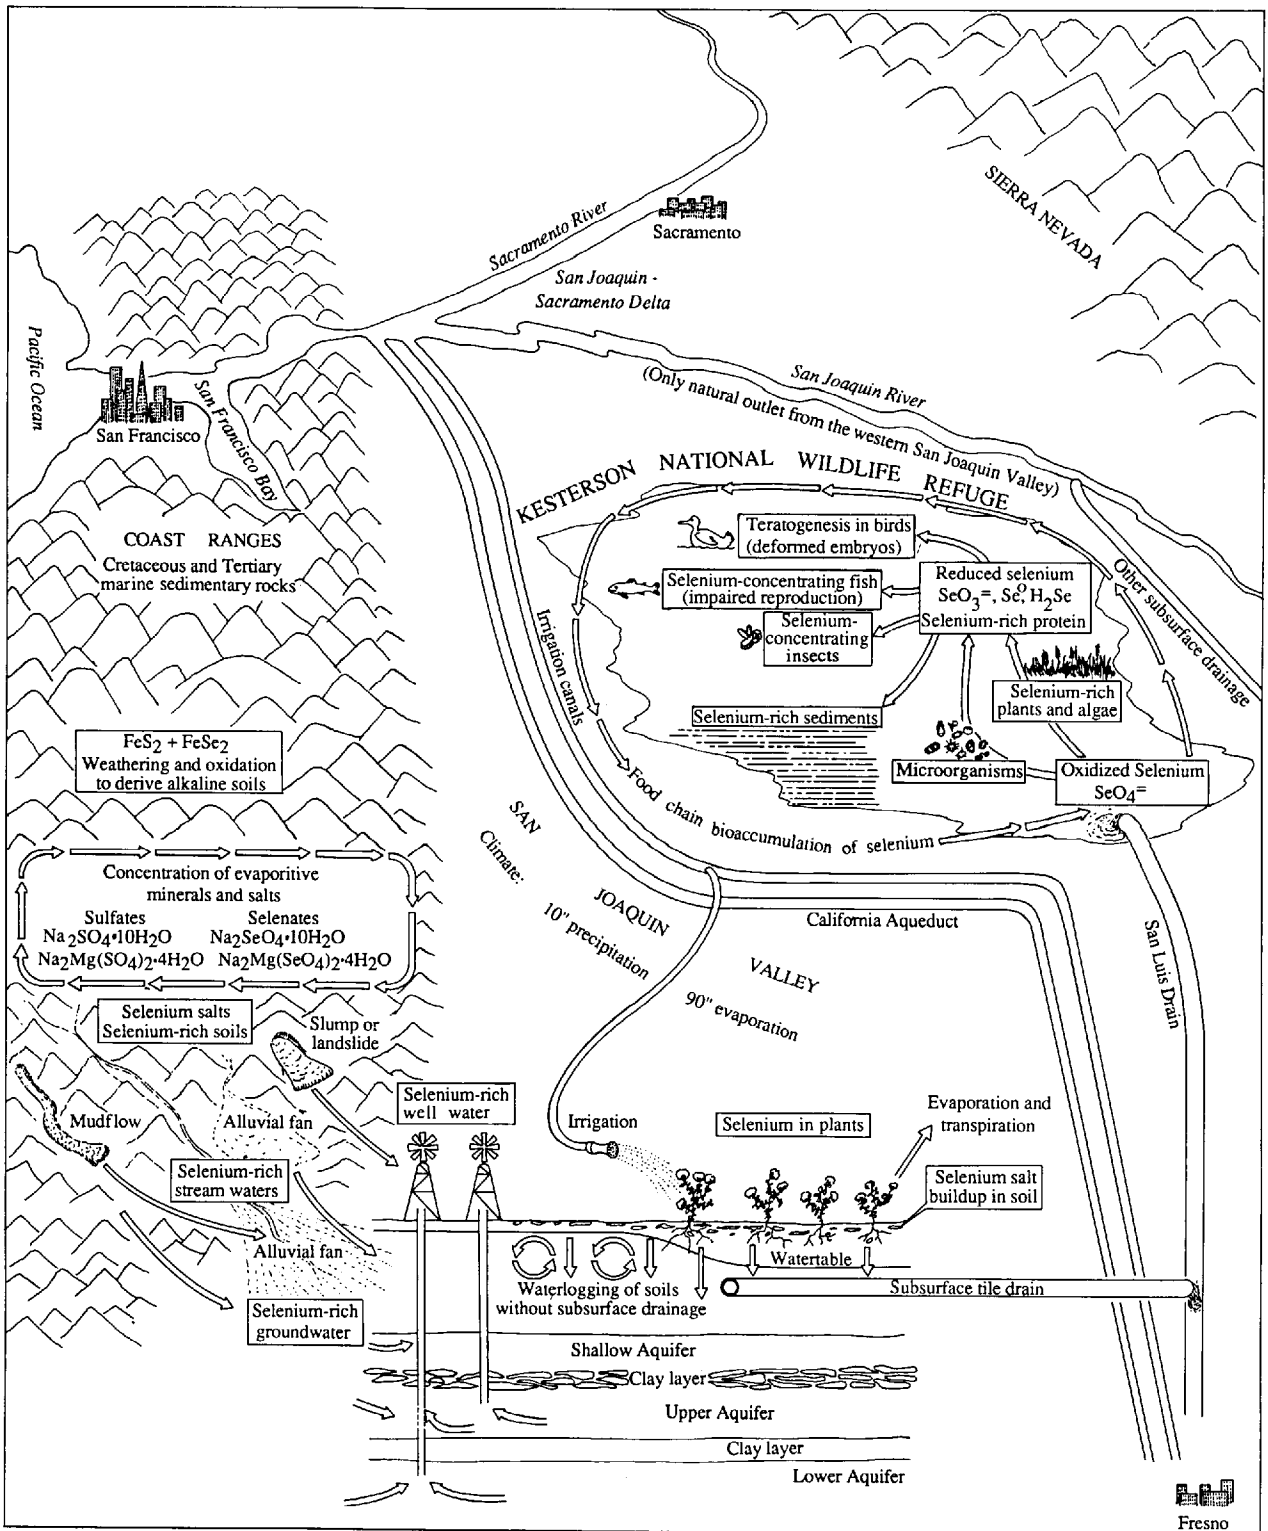 SIERRA NEVADA
Sacramento River
Sacramento
San Joaquin -
Sacramento Delta
Pacific Ocean
San Francisco
San Francisco Bay
San Joaquin River
(Only natural outlet from the western San Joaquin Valley)
KESTERSON NATIONAL WILDLIFE REFUGE
COAST RANGES
Cretaceous and Tertiary
marine sedimentary rocks
Teratogenesis in birds
(deformed embryos)
Selenium-concentrating fish
(impaired reproduction)
Selenium-
concentrating
insects
Reduced selenium
SeO3=, Se⁰, H2Se
Selenium-rich protein
Other subsurface drainage
Irrigation canals
Selenium-rich
plants and algae
Selenium-rich sediments
Microorganisms
Oxidized Selenium
SeO4=
Food chain bioaccumulation of selenium
FeS2 + FeSe2
Weathering and oxidation
to derive alkaline soils
Concentration of evaporitive
minerals and salts
Sulfates
Na2SO4•10H2O
Na2Mg(SO4)2•4H2O
Selenates
Na2SeO4•10H2O
Na2Mg(SeO4)2•4H2O
SAN JOAQUIN VALLEY
Climate: 10" precipitation
90" evaporation
California Aqueduct
San Luis Drain
Selenium salts
Selenium-rich soils
Slump or
landslide
Mudflow
Alluvial fan
Selenium-rich
stream waters
Alluvial fan
Selenium-rich
groundwater
Selenium-rich
well water
Irrigation
Selenium in plants
Evaporation and
transpiration
Selenium salt
buildup in soil
Watertable
Waterlogging of soils
without subsurface drainage
Subsurface tile drain
Shallow Aquifer
Clay layer
Upper Aquifer
Clay layer
Lower Aquifer
Fresno